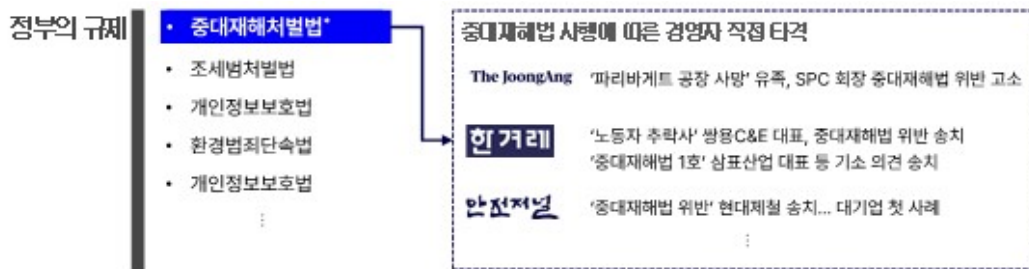 정부의 규제
• 중대재해처벌법*
• 조세범처벌법
• 개인정보보호법
• 환경범죄단속법
• 개인정보보호법
⋮
중대재해법 시행에 따른 경영자 직접 타격
The JoongAng ‘파리바게트 공장 사망’ 유족, SPC 회장 중대재해법 위반 고소
한겨레 ‘노동자 추락사’ 쌍용C&E 대표, 중대재해법 위반 송치
‘중대재해법 1호’ 삼표산업 대표 등 기소 의견 송치
안전저널 ‘중대재해법 위반’ 현대제철 송치... 대기업 첫 사례
⋮